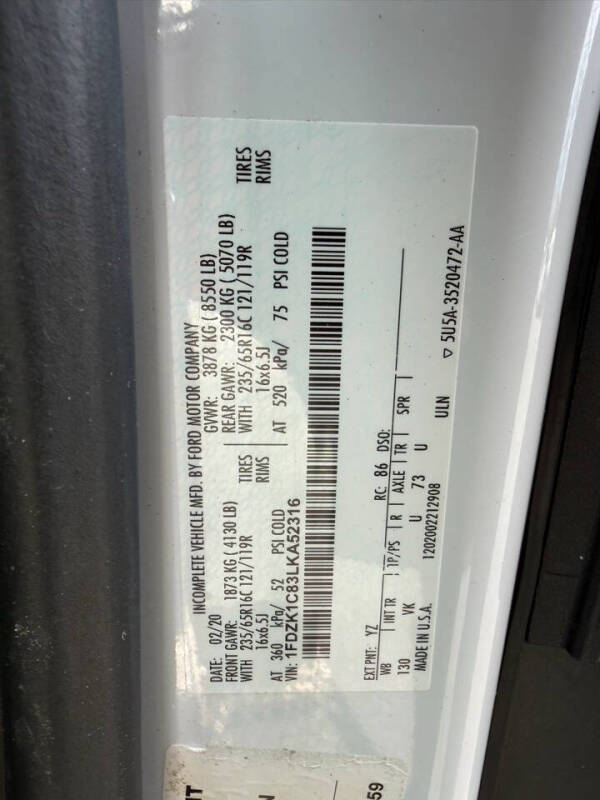 INCOMPLETE VEHICLE MFD. BY FORD MOTOR COMPANY
DATE: 02/20 GVWR: 3878 KG ( 8550 LB)
FRONT GAWR: 1873 KG ( 4130 LB) REAR GAWR: 2300 KG ( 5070 LB)
WITH 235/65R16C 121/119R TIRES WITH 235/65R16C 121/119R TIRES
16x6.5J RIMS 16x6.5J RIMS
AT 360 kPa/ 52 PSI COLD AT 520 kPa/ 75 PSI COLD
VIN: 1FDZK1C83LKA52316
EXT PNT: YZ RC: 86 DSO:
WB INT TR 1P/PS R AXLE TR SPR
130 VK U 73 U
MADE IN U.S.A. 1202002212908 ULN
▽ 5U5A-3520472-AA
NT
N
59